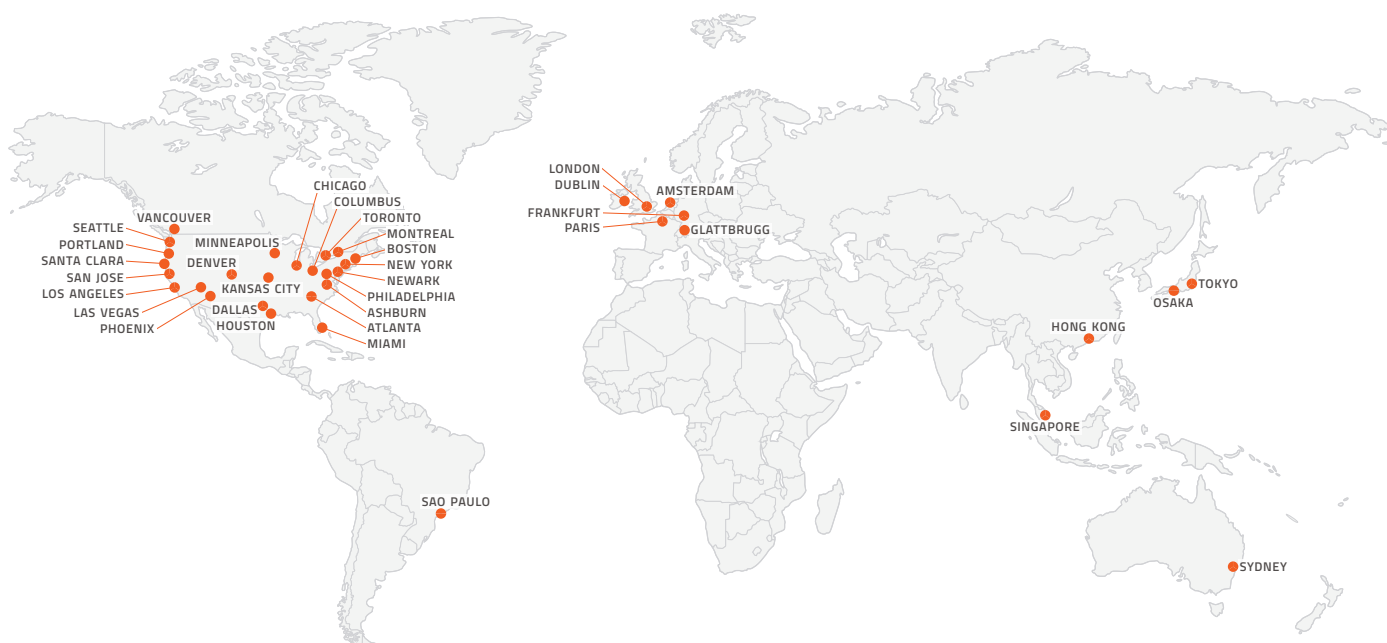 LONDON
DUBLIN
AMSTERDAM
FRANKFURT
PARIS
GLATTBRUGG
CHICAGO
COLUMBUS
TORONTO
MONTREAL
BOSTON
NEW YORK
NEWARK
PHILADELPHIA
ASHBURN
ATLANTA
MIAMI
VANCOUVER
SEATTLE
PORTLAND
SANTA CLARA
SAN JOSE
LOS ANGELES
LAS VEGAS
PHOENIX
MINNEAPOLIS
DENVER
KANSAS CITY
DALLAS
HOUSTON
TOKYO
OSAKA
HONG KONG
SINGAPORE
SAO PAULO
SYDNEY